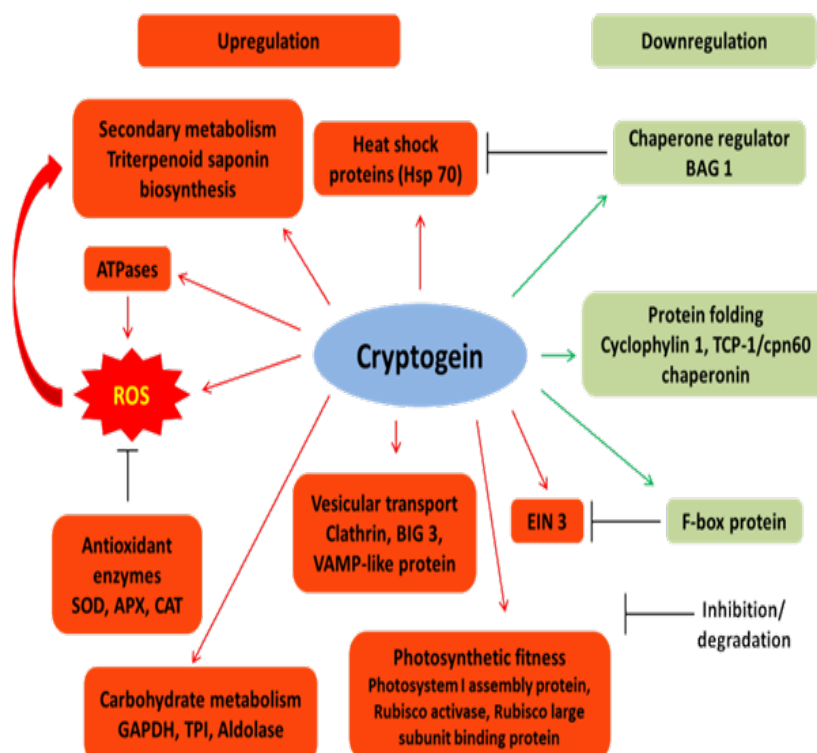 Upregulation
Downregulation
Secondary metabolism
Triterpenoid saponin
biosynthesis
Heat shock
proteins (Hsp 70)
Chaperone regulator
BAG 1
ATPases
Protein folding
Cyclophylin 1, TCP-1/cpn60
chaperonin
Cryptogein
ROS
Vesicular transport
Clathrin, BIG 3,
VAMP-like protein
EIN 3
F-box protein
Antioxidant
enzymes
SOD, APX, CAT
Inhibition/
degradation
Carbohydrate metabolism
GAPDH, TPI, Aldolase
Photosynthetic fitness
Photosystem I assembly protein,
Rubisco activase, Rubisco large
subunit binding protein